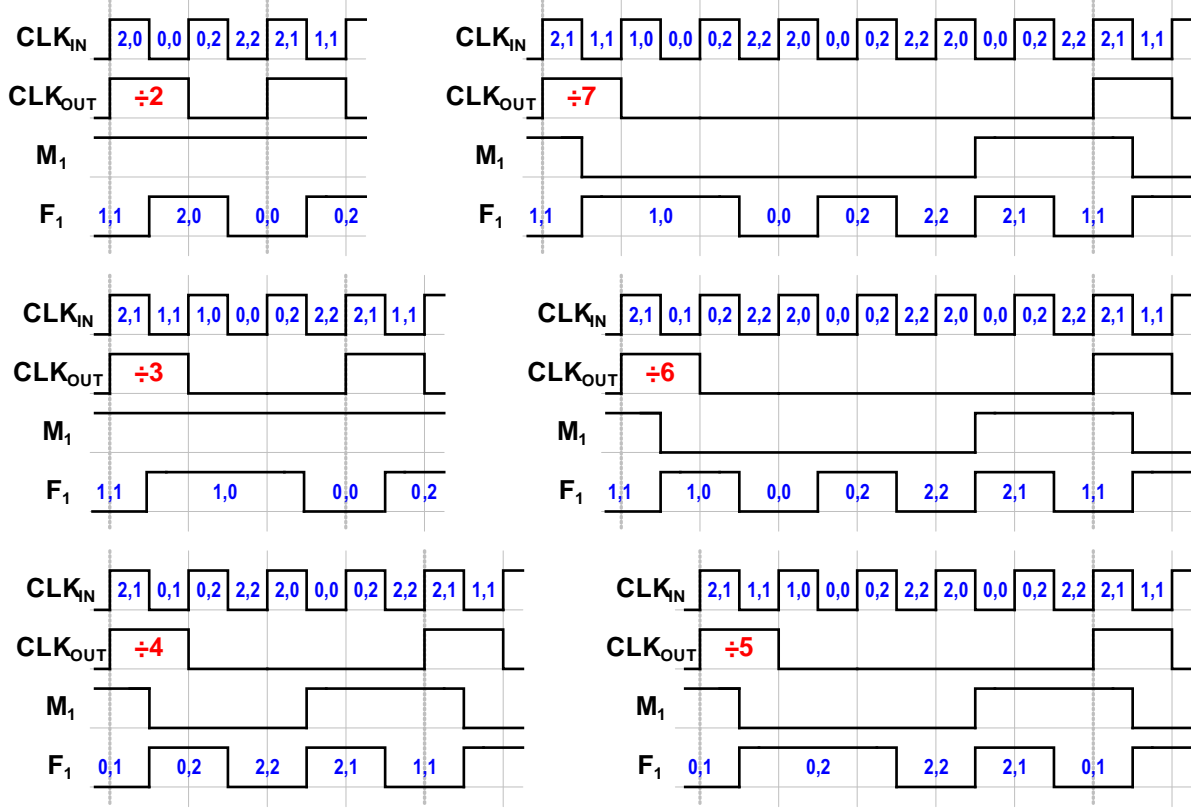 CLKIN 2,0 0,0 0,2 2,2 2,1 1,1
CLKOUT ÷2
M1
F1 1,1 2,0 0,0 0,2
CLKIN 2,1 1,1 1,0 0,0 0,2 2,2 2,0 0,0 0,2 2,2 2,0 0,0 0,2 2,2 2,1 1,1
CLKOUT ÷7
M1
F1 1,1 1,0 0,0 0,2 2,2 2,1 1,1
CLKIN 2,1 1,1 1,0 0,0 0,2 2,2 2,1 1,1
CLKOUT ÷3
M1
F1 1,1 1,0 0,0 0,2
CLKIN 2,1 0,1 0,2 2,2 2,0 0,0 0,2 2,2 2,0 0,0 0,2 2,2 2,1 1,1
CLKOUT ÷6
M1
F1 1,1 1,0 0,0 0,2 2,2 2,1 1,1
CLKIN 2,1 0,1 0,2 2,2 2,0 0,0 0,2 2,2 2,1 1,1
CLKOUT ÷4
M1
F1 0,1 0,2 2,2 2,1 1,1
CLKIN 2,1 1,1 1,0 0,0 0,2 2,2 2,0 0,0 0,2 2,2 2,1 1,1
CLKOUT ÷5
M1
F1 0,1 0,2 2,2 2,1 0,1